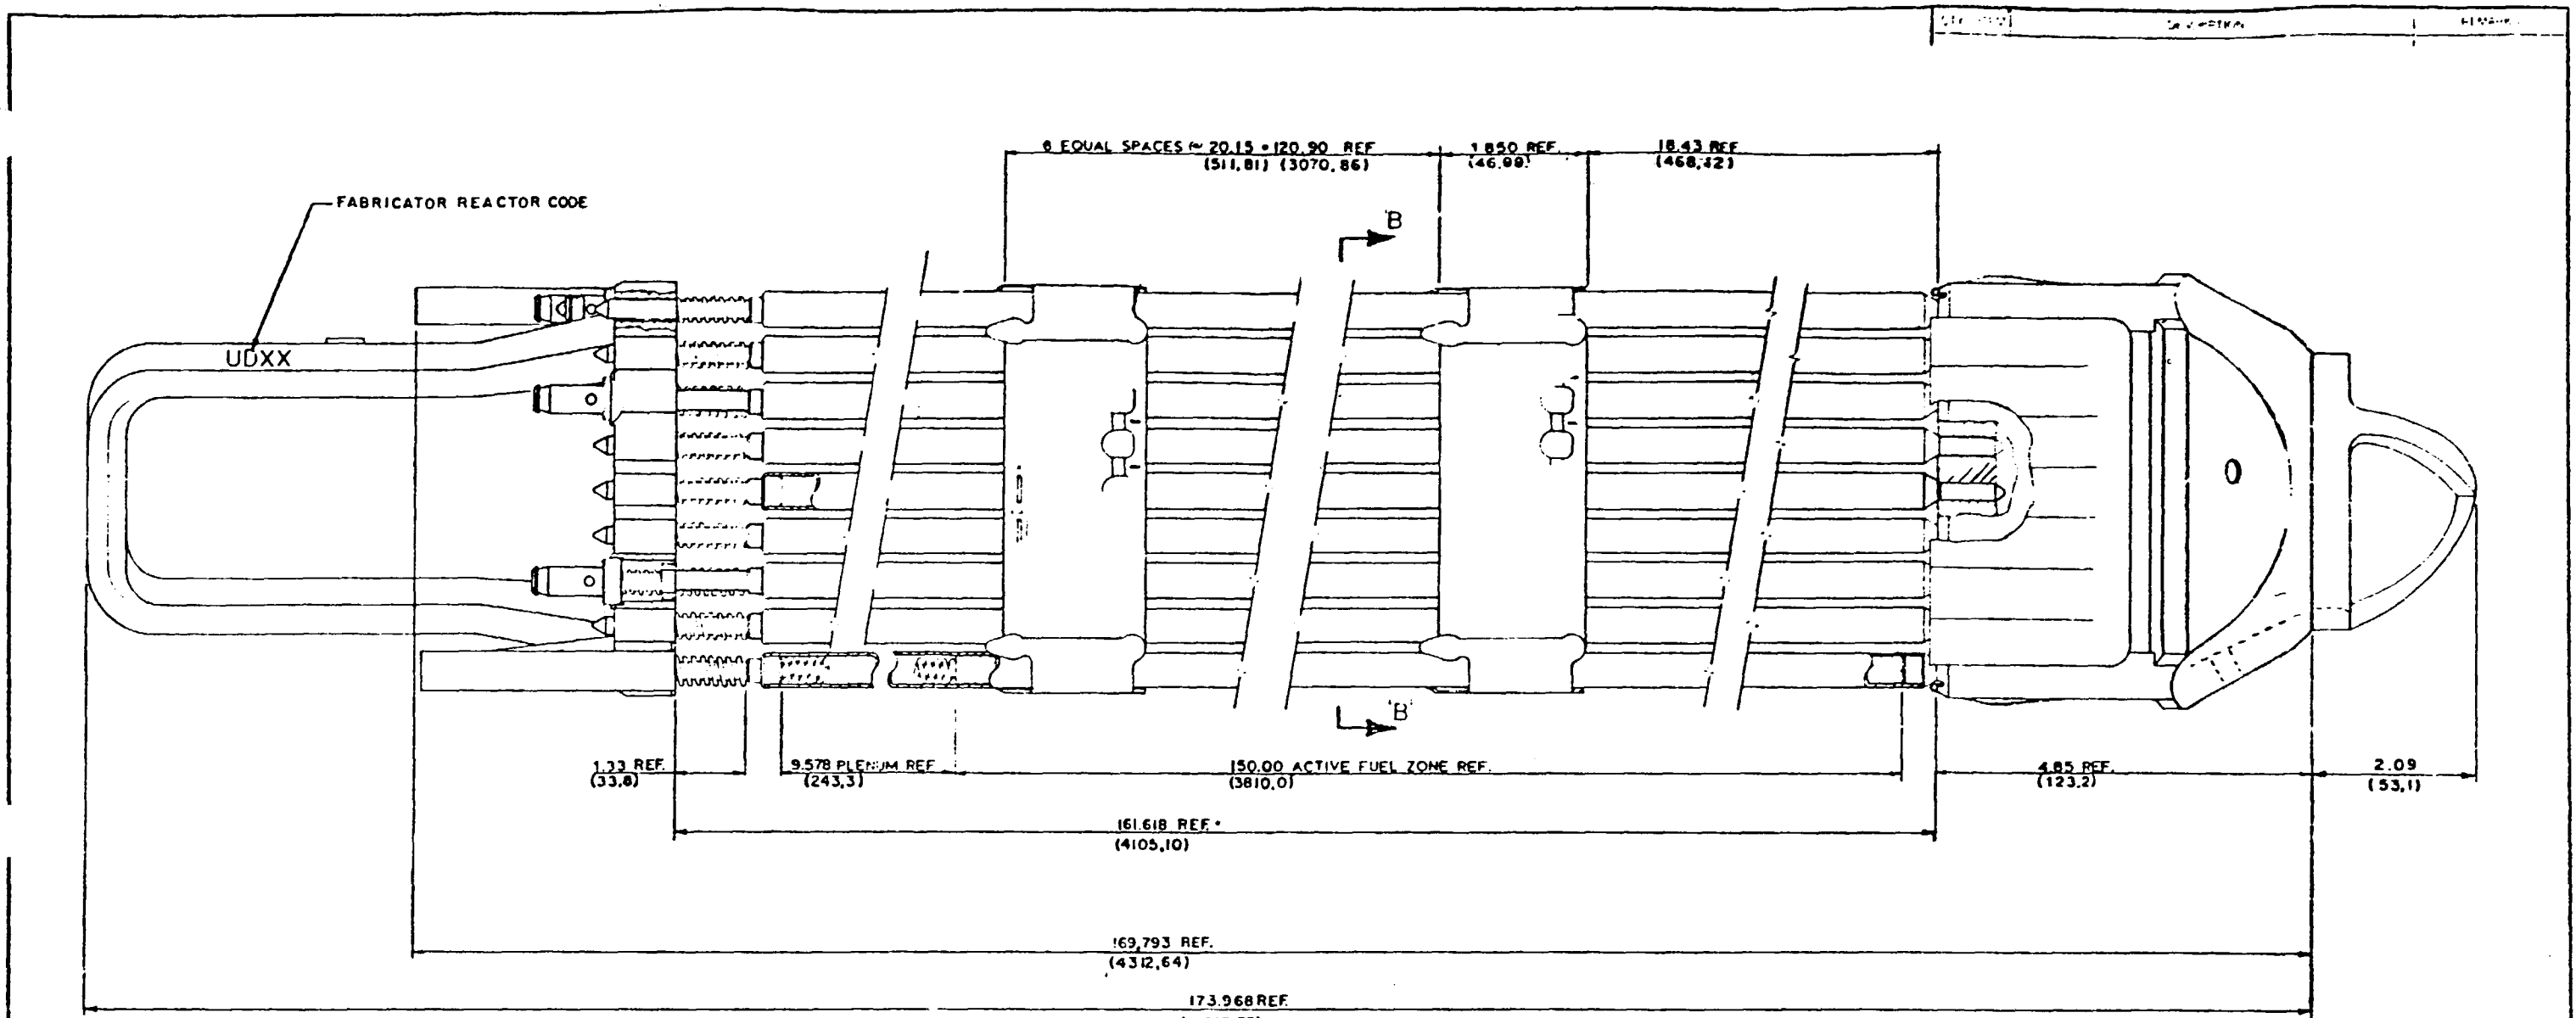 DESCRIPTION
REMARKS
6 EQUAL SPACES ~ 20.15 = 120.90 REF
(511,81) (3070,86)
1.850 REF.
(46,99)
18.43 REF.
(468,12)
FABRICATOR REACTOR CODE
'B'
UDXX
'B'
1.33 REF.
(33,8)
9.578 PLENUM REF
(243,3)
150.00 ACTIVE FUEL ZONE REF.
(3810,0)
4.85 REF.
(123,2)
2.09
(53,1)
161.618 REF. *
(4105,10)
169,793 REF.
(4312,64)
173.968 REF.